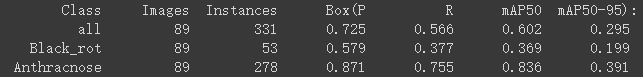 Class Images Instances Box(P R mAP50 mAP50-95):
all 89 331 0.725 0.566 0.602 0.295
Black_rot 89 53 0.579 0.377 0.369 0.199
Anthracnose 89 278 0.871 0.755 0.836 0.391